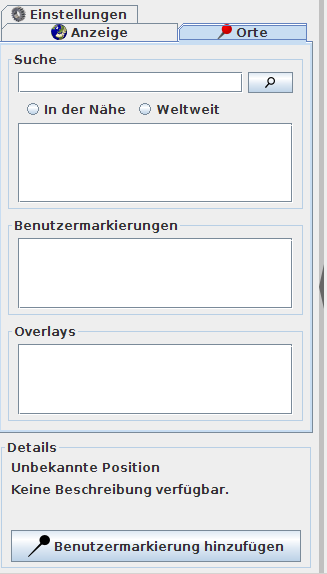 Einstellungen
Anzeige
Orte
Suche
In der Nähe
Weltweit
Benutzermarkierungen
Overlays
Details
Unbekannte Position
Keine Beschreibung verfügbar.
Benutzermarkierung hinzufügen